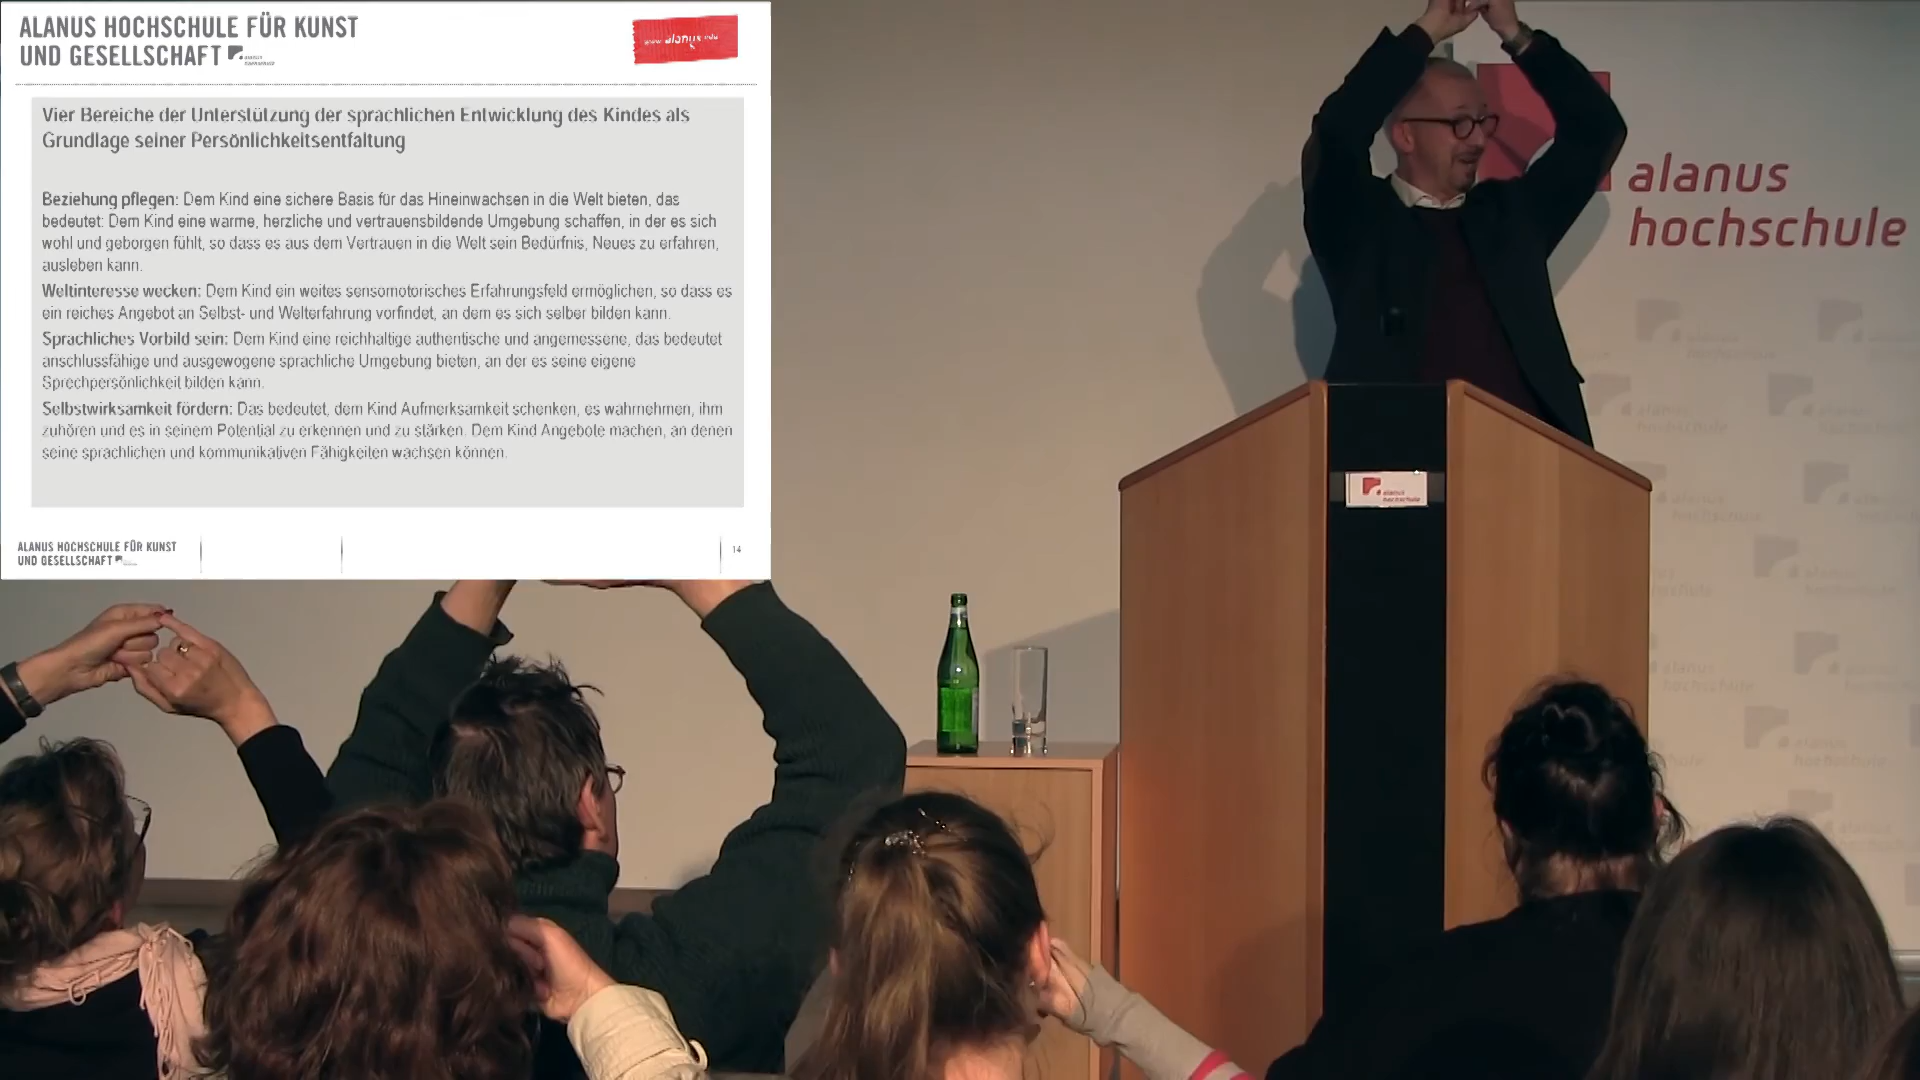 ALANUS HOCHSCHULE FÜR KUNST
UND GESELLSCHAFT
www.alanus.edu
Vier Bereiche der Unterstützung der sprachlichen Entwicklung des Kindes als
Grundlage seiner Persönlichkeitsentfaltung
Beziehung pflegen: Dem Kind eine sichere Basis für das Hineinwachsen in die Welt bieten, das
bedeutet: Dem Kind eine warme, herzliche und vertrauensbildende Umgebung schaffen, in der es sich
wohl und geborgen fühlt, so dass es aus dem Vertrauen in die Welt sein Bedürfnis, Neues zu erfahren,
ausleben kann.
Weltinteresse wecken: Dem Kind ein weites sensomotorisches Erfahrungsfeld ermöglichen, so dass es
ein reiches Angebot an Selbst- und Welterfahrung vorfindet, an dem es sich selber bilden kann.
Sprachliches Vorbild sein: Dem Kind eine reichhaltige authentische und angemessene, das bedeutet
anschlussfähige und ausgewogene sprachliche Umgebung bieten, an der es seine eigene
Sprechpersönlichkeit bilden kann.
Selbstwirksamkeit fördern: Das bedeutet, dem Kind Aufmerksamkeit schenken, es wahrnehmen, ihm
zuhören und es in seinem Potential zu erkennen und zu stärken. Dem Kind Angebote machen, an denen
seine sprachlichen und kommunikativen Fähigkeiten wachsen können.
ALANUS HOCHSCHULE FÜR KUNST
UND GESELLSCHAFT
14
alanus
hochschule
alanus
hochschule